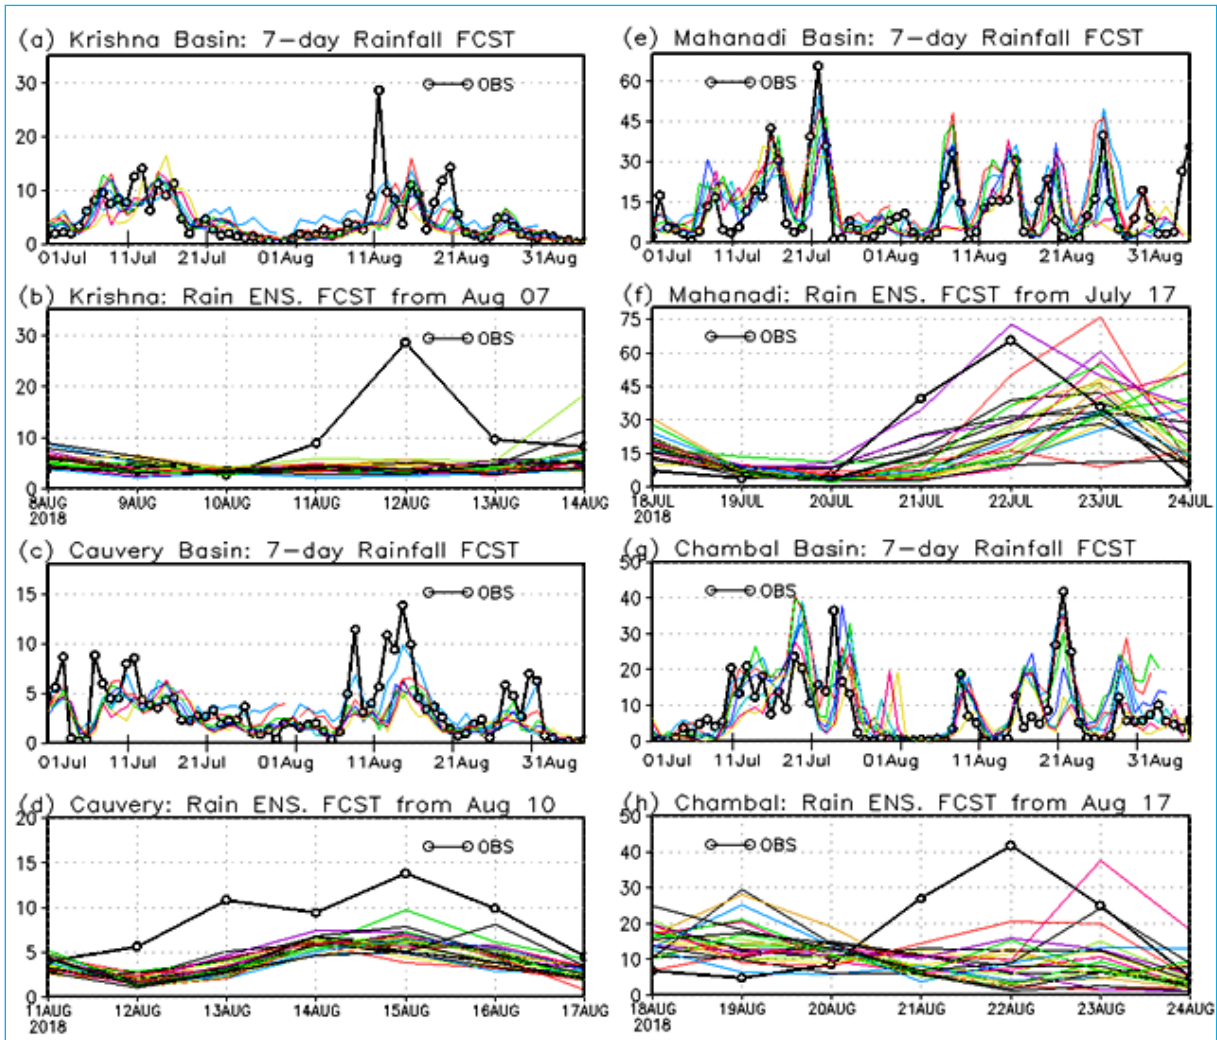 (a) Krishna Basin: 7-day Rainfall FCST
30
20
10
0
OBS
01Jul 11Jul 21Jul 01Aug 11Aug 21Aug 31Aug
(b) Krishna: Rain ENS. FCST from Aug 07
30
20
10
0
OBS
8AUG 9AUG 10AUG 11AUG 12AUG 13AUG 14AUG
2018
(c) Cauvery Basin: 7-day Rainfall FCST
15
10
5
0
OBS
01Jul 11Jul 21Jul 01Aug 11Aug 21Aug 31Aug
(d) Cauvery: Rain ENS. FCST from Aug 10
20
15
10
5
0
OBS
11AUG 12AUG 13AUG 14AUG 15AUG 16AUG 17AUG
2018
(e) Mahanadi Basin: 7-day Rainfall FCST
60
45
30
15
0
OBS
01Jul 11Jul 21Jul 01Aug 11Aug 21Aug 31Aug
(f) Mahanadi: Rain ENS. FCST from July 17
75
60
45
30
15
0
OBS
18JUL 19JUL 20JUL 21JUL 22JUL 23JUL 24JUL
2018
(g) Chambal Basin: 7-day Rainfall FCST
50
40
30
20
10
0
OBS
01Jul 11Jul 21Jul 01Aug 11Aug 21Aug 31Aug
(h) Chambal: Rain ENS. FCST from Aug 17
50
40
30
20
10
0
OBS
18AUG 19AUG 20AUG 21AUG 22AUG 23AUG 24AUG
2018